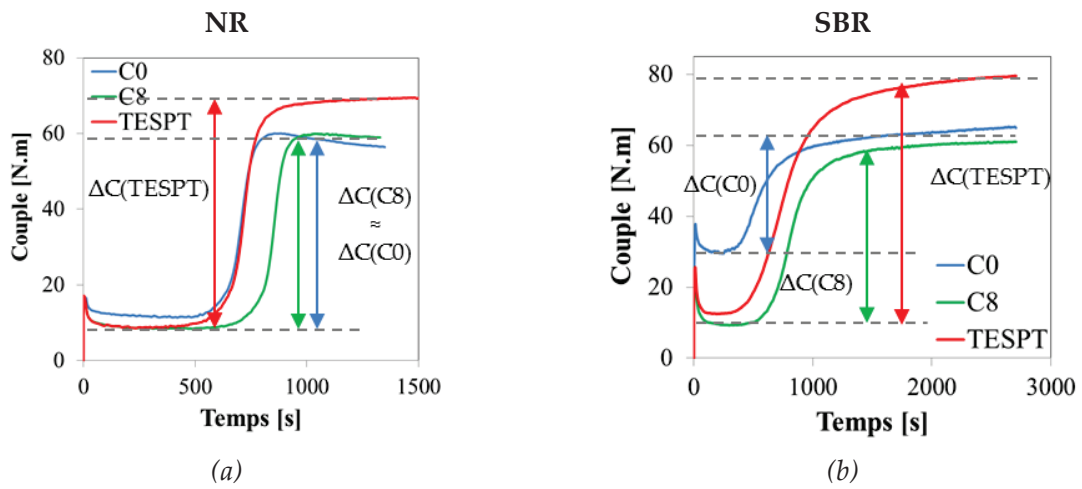 NR
80
60
40
20
0
Couple [N.m]
C0
C8
TESPT
ΔC(TESPT)
ΔC(C8)
≈
ΔC(C0)
0 500 1000 1500
Temps [s]
(a)
SBR
80
60
40
20
0
Couple [N.m]
ΔC(C0)
ΔC(TESPT)
ΔC(C8)
C0
C8
TESPT
0 1000 2000 3000
Temps [s]
(b)